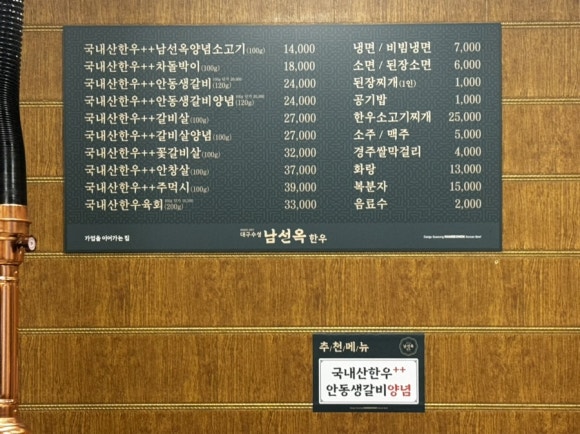 국내산한우++남선옥양념소고기(100g) 14,000
국내산한우++차돌박이(100g) 18,000
국내산한우++안동생갈비(120g) 24,000
국내산한우++안동생갈비양념(120g) 24,000
국내산한우++갈비살(100g) 27,000
국내산한우++갈비살양념(100g) 27,000
국내산한우++꽃갈비살(100g) 32,000
국내산한우++안창살(100g) 37,000
국내산한우++주먹시(100g) 39,000
국내산한우육회(200g) 33,000
냉면 / 비빔냉면 7,000
소면 / 된장소면 6,000
된장찌개(1인) 1,000
공기밥 1,000
한우소고기찌개 25,000
소주 / 맥주 5,000
경주쌀막걸리 4,000
화랑 13,000
복분자 15,000
음료수 2,000
가업을 이어가는 집
대구수성 남선옥 한우
추/천/메/뉴
국내산한우++
안동생갈비양념